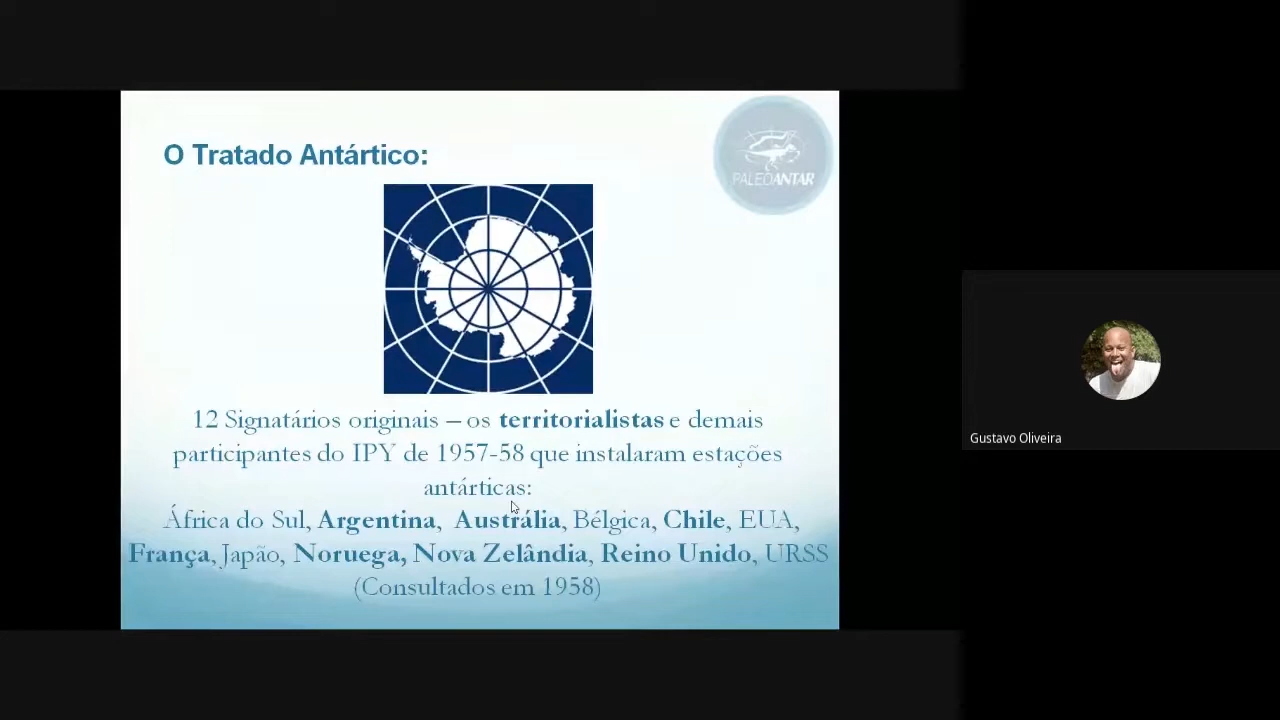 O Tratado Antártico:
PALEOANTAR
12 Signatários originais – os territorialistas e demais
participantes do IPY de 1957-58 que instalaram estações
antárticas:
África do Sul, Argentina, Austrália, Bélgica, Chile, EUA,
França, Japão, Noruega, Nova Zelândia, Reino Unido, URSS
(Consultados em 1958)
Gustavo Oliveira